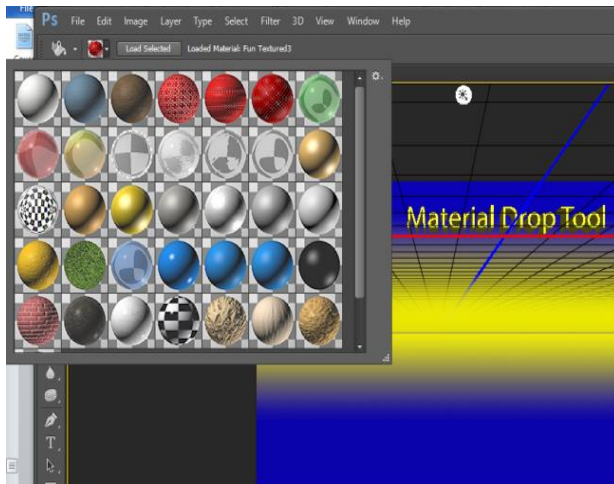 File
Ps File Edit Image Layer Type Select Filter 3D View Window Help
Load Selected Loaded Material: Fun Textured3
Material Drop Tool
T